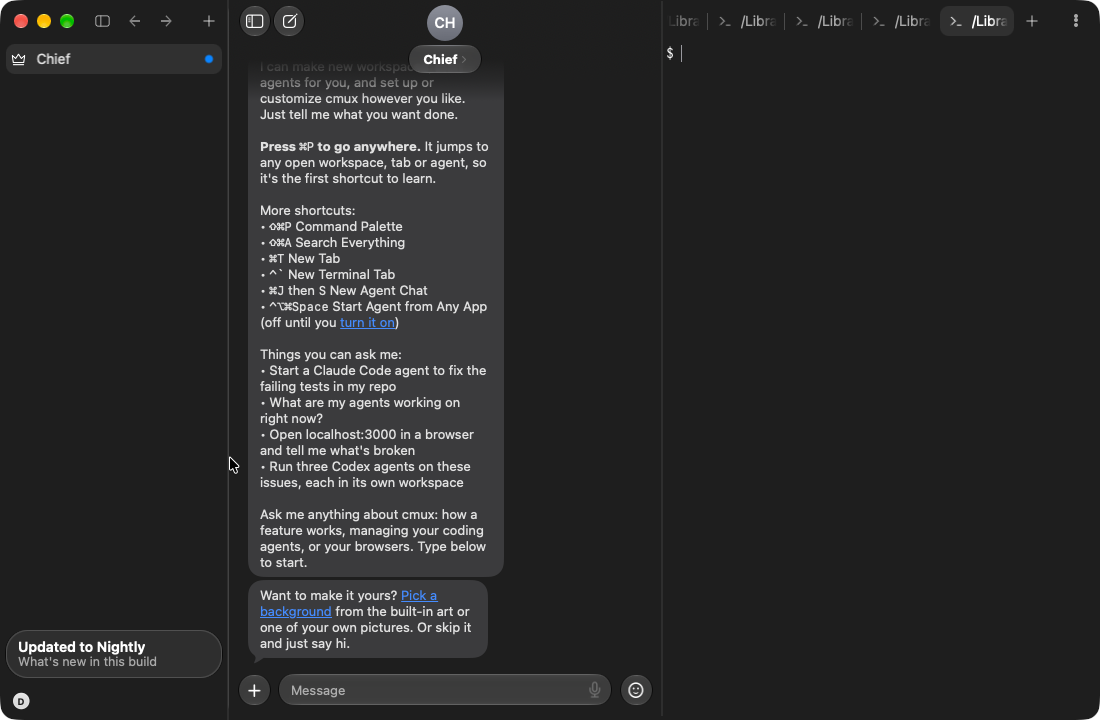 Chief
CH
Chief
I can make new workspac
agents for you, and set up or
customize cmux however you like.
Just tell me what you want done.
Press ⌘P to go anywhere. It jumps to
any open workspace, tab or agent, so
it's the first shortcut to learn.
More shortcuts:
• ⇧⌘P Command Palette
• ⇧⌘A Search Everything
• ⌘T New Tab
• ^` New Terminal Tab
• ⌘J then S New Agent Chat
• ^⌥⌘Space Start Agent from Any App
(off until you turn it on)
Things you can ask me:
• Start a Claude Code agent to fix the
failing tests in my repo
• What are my agents working on
right now?
• Open localhost:3000 in a browser
and tell me what's broken
• Run three Codex agents on these
issues, each in its own workspace
Ask me anything about cmux: how a
feature works, managing your coding
agents, or your browsers. Type below
to start.
Want to make it yours? Pick a
background from the built-in art or
one of your own pictures. Or skip it
and just say hi.
Message
Updated to Nightly
What's new in this build
D
Libra >_ /Libra >_ /Libra >_ /Libra >_ /Libra
$